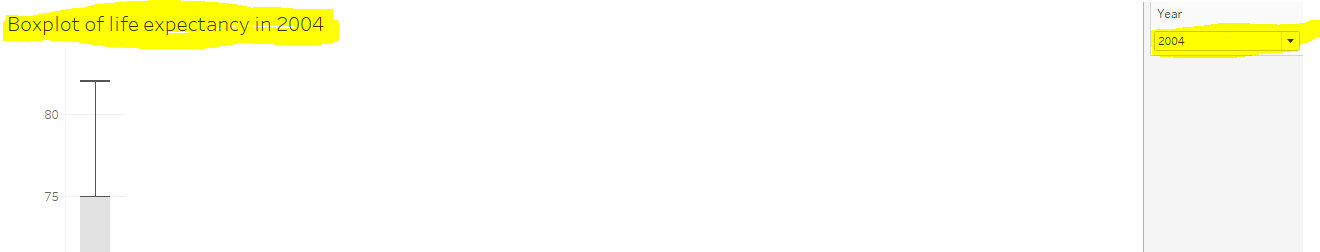 Boxplot of life expectancy in 2004
Year
2004
80
75